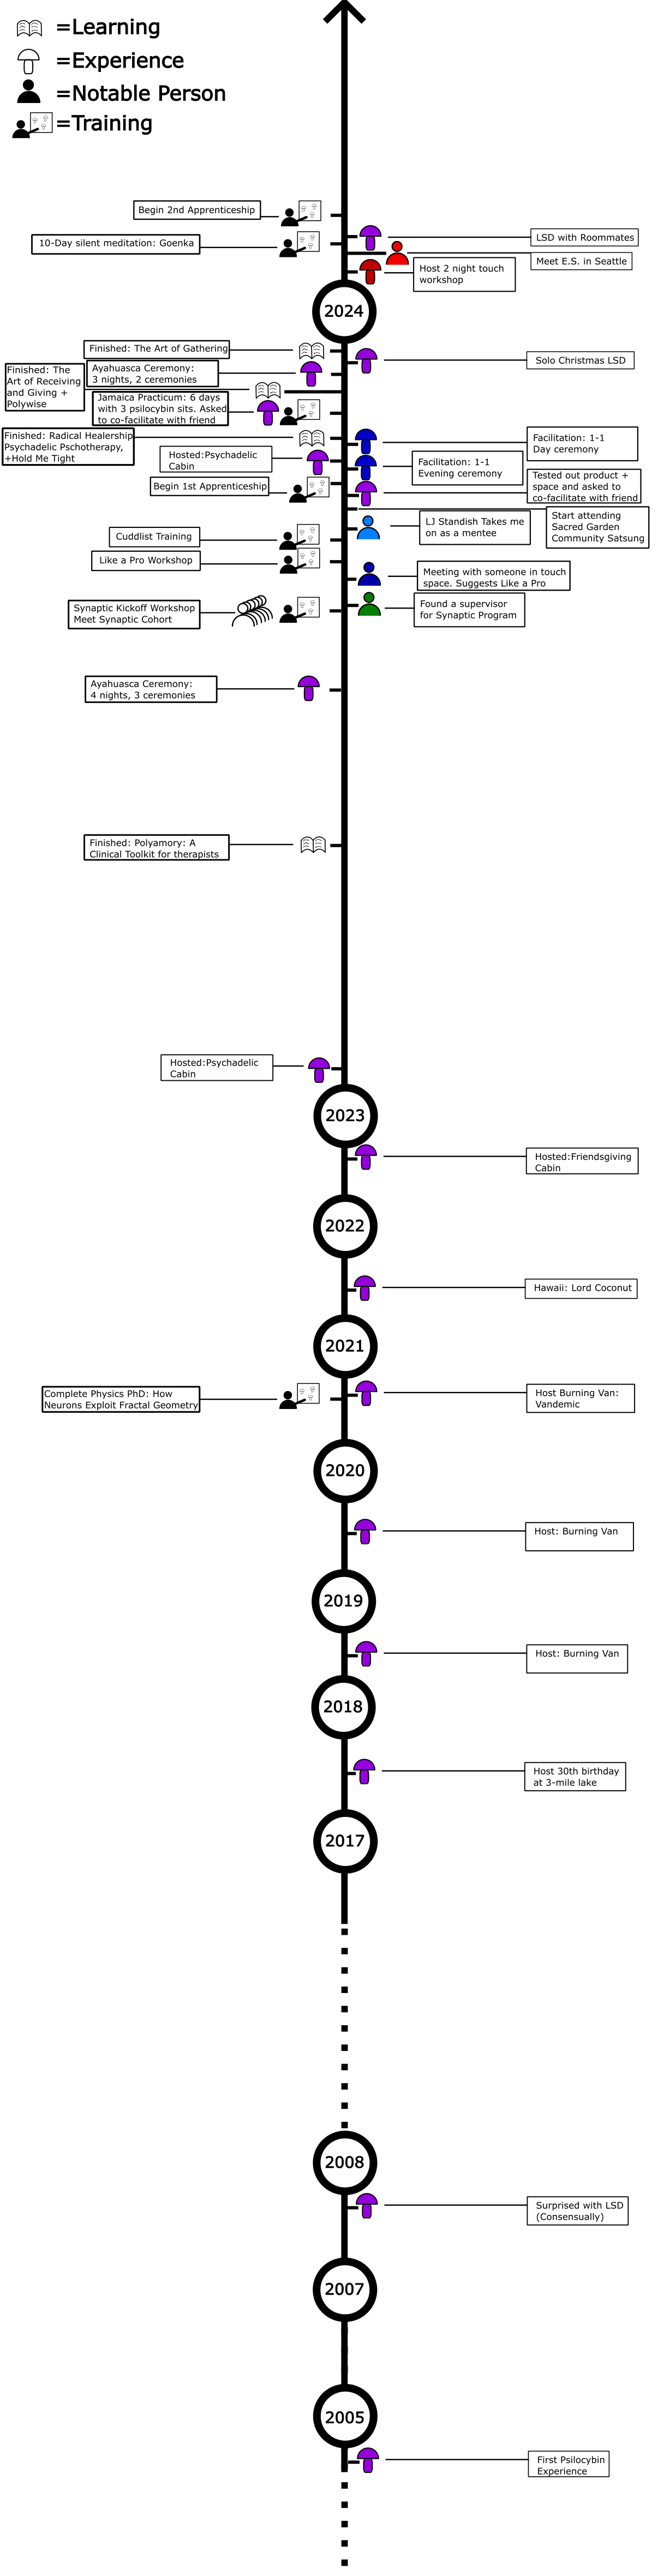 =Learning
=Experience
=Notable Person
=Training
Begin 2nd Apprenticeship
LSD with Roommates
10-Day silent meditation: Goenka
Meet E.S. in Seattle
Host 2 night touch
workshop
2024
Finished: The Art of Gathering
Solo Christmas LSD
Finished: The
Art of Receiving
and Giving +
Polywise
Ayahuasca Ceremony:
3 nights, 2 ceremonies
Jamaica Practicum: 6 days
with 3 psilocybin sits. Asked
to co-facilitate with friend
Finished: Radical Healership
Psychadelic Pschotherapy,
+Hold Me Tight
Facilitation: 1-1
Day ceremony
Hosted:Psychadelic
Cabin
Facilitation: 1-1
Evening ceremony
Begin 1st Apprenticeship
Tested out product +
space and asked to
co-facilitate with friend
Start attending
Sacred Garden
Community Satsung
LJ Standish Takes me
on as a mentee
Cuddlist Training
Like a Pro Workshop
Meeting with someone in touch
space. Suggests Like a Pro
Synaptic Kickoff Workshop
Meet Synaptic Cohort
Found a supervisor
for Synaptic Program
Ayahuasca Ceremony:
4 nights, 3 ceremonies
Finished: Polyamory: A
Clinical Toolkit for therapists
Hosted:Psychadelic
Cabin
2023
Hosted:Friendsgiving
Cabin
2022
Hawaii: Lord Coconut
2021
Complete Physics PhD: How
Neurons Exploit Fractal Geometry
Host Burning Van:
Vandemic
2020
Host: Burning Van
2019
Host: Burning Van
2018
Host 30th birthday
at 3-mile lake
2017
2008
Surprised with LSD
(Consensually)
2007
2005
First Psilocybin
Experience